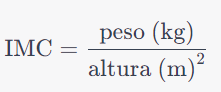 IMC = peso (kg) / altura (m)²